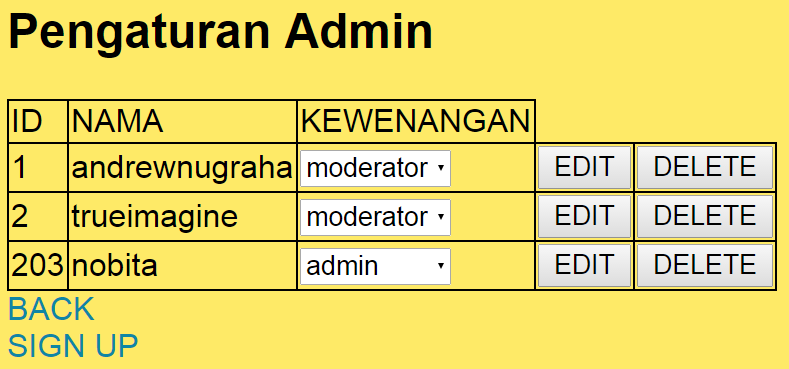 Pengaturan Admin
ID NAMA KEWENANGAN
1 andrewnugraha moderator EDIT DELETE
2 trueimagine moderator EDIT DELETE
203 nobita admin EDIT DELETE
BACK
SIGN UP